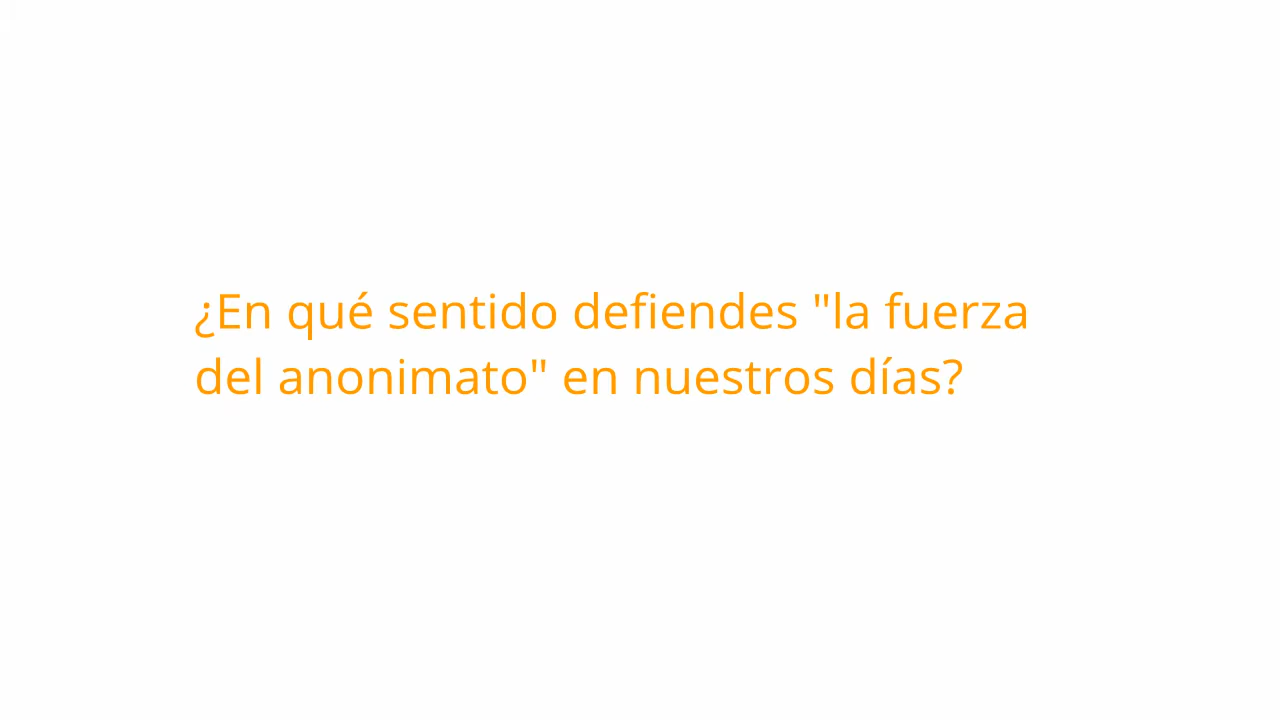 ¿En qué sentido defiendes "la fuerza
del anonimato" en nuestros días?